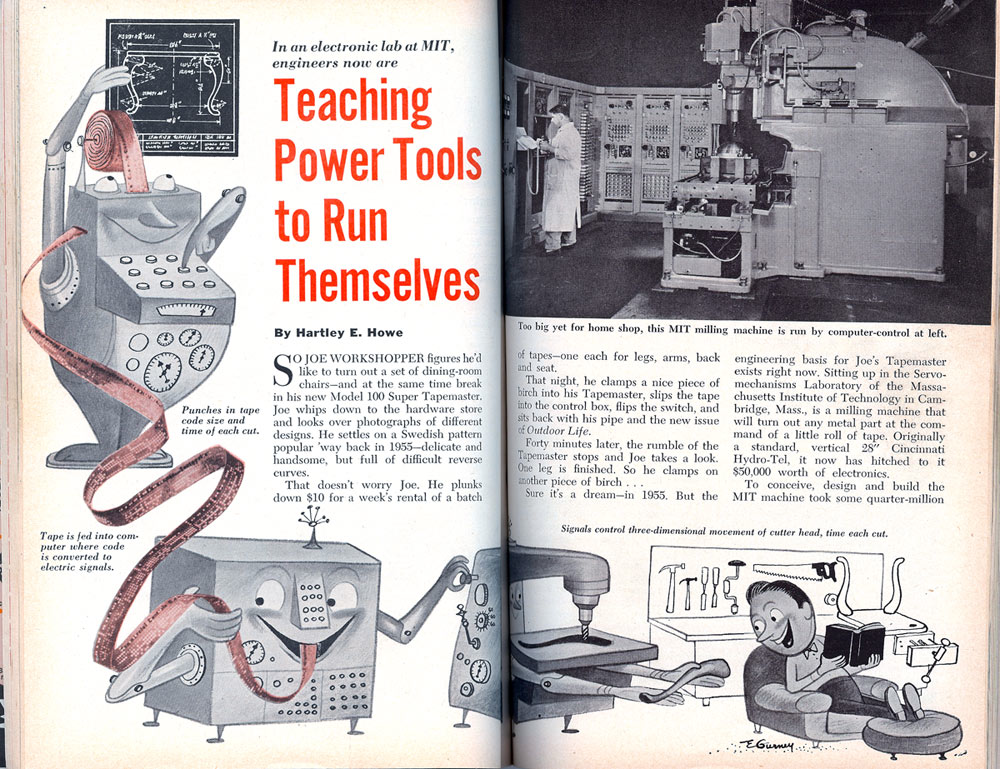 In an electronic lab at MIT,
engineers now are
Teaching
Power Tools
to Run
Themselves
By Hartley E. Howe
SO JOE WORKSHOPPER figures he'd
like to turn out a set of dining-room
chairs—and at the same time break
in his new Model 100 Super Tapemaster.
Joe whips down to the hardware store
and looks over photographs of different
designs. He settles on a Swedish pattern
popular 'way back in 1955—delicate and
handsome, but full of difficult reverse
curves.
That doesn't worry Joe. He plunks
down $10 for a week's rental of a batch
Punches in tape
code size and
time of each cut.
Tape is fed into com-
puter where code
is converted to
electric signals.
Too big yet for home shop, this MIT milling machine is run by computer-control at left.
of tapes—one each for legs, arms, back
and seat.
That night, he clamps a nice piece of
birch into his Tapemaster, slips the tape
into the control box, flips the switch, and
sits back with his pipe and the new issue
of Outdoor Life.
Forty minutes later, the rumble of the
Tapemaster stops and Joe takes a look.
One leg is finished. So he clamps on
another piece of birch . . .
Sure it's a dream—in 1955. But the
engineering basis for Joe's Tapemaster
exists right now. Sitting up in the Servo-
mechanisms Laboratory of the Massa-
chusetts Institute of Technology in Cam-
bridge, Mass., is a milling machine that
will turn out any metal part at the com-
mand of a little roll of tape. Originally
a standard, vertical 28″ Cincinnati
Hydro-Tel, it now has hitched to it
$50,000 worth of electronics.
To conceive, design and build the
MIT machine took some quarter-million
Signals control three-dimensional movement of cutter head, time each cut.
E Gurney